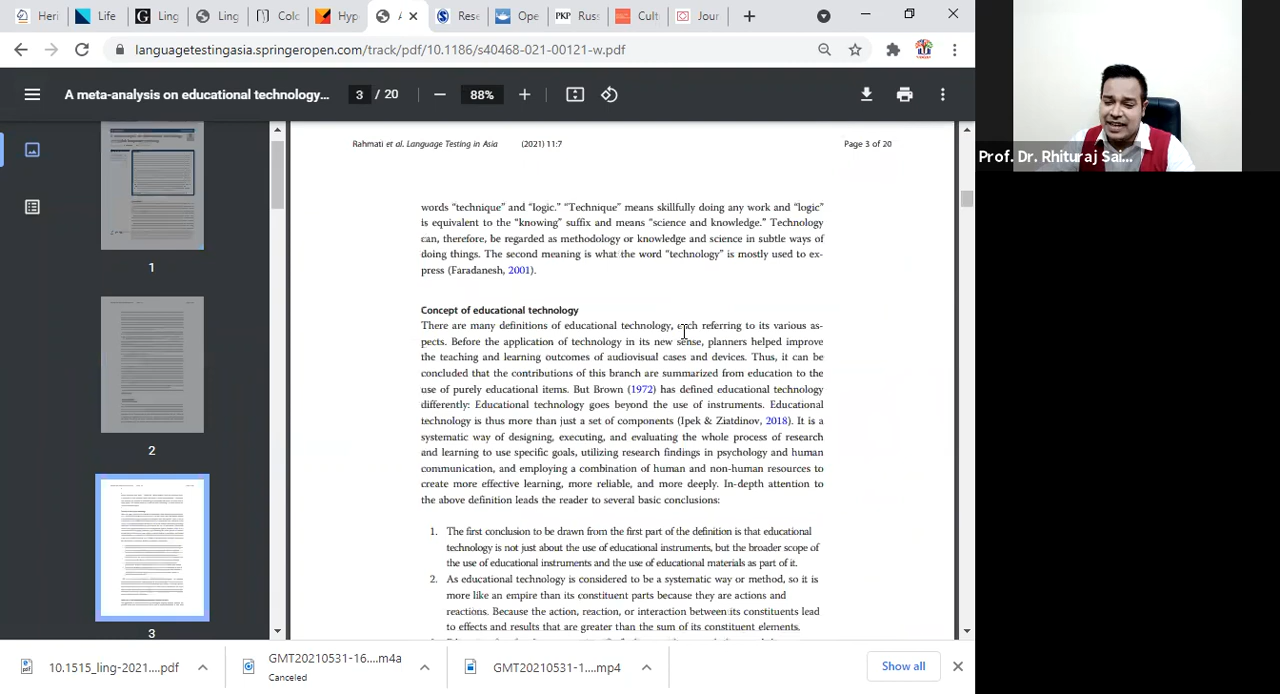 Heri
Life
Ling
Ling
Colc
Hyp
A
Rese
Ope
PKP
Russ
Cult
Jour
languagetestingasia.springeropen.com/track/pdf/10.1186/s40468-021-00121-w.pdf
A meta-analysis on educational technology...
3 / 20
88%
Rahmati et al. Language Testing in Asia (2021) 11:7
Page 3 of 20
words “technique” and “logic.” “Technique” means skillfully doing any work and “logic”
is equivalent to the “knowing” suffix and means “science and knowledge.” Technology
can, therefore, be regarded as methodology or knowledge and science in subtle ways of
doing things. The second meaning is what the word “technology” is mostly used to ex-
press (Faradanesh, 2001).
Concept of educational technology
There are many definitions of educational technology, each referring to its various as-
pects. Before the application of technology in its new sense, planners helped improve
the teaching and learning outcomes of audiovisual cases and devices. Thus, it can be
concluded that the contributions of this branch are summarized from education to the
use of purely educational items. But Brown (1972) has defined educational technology
differently: Educational technology goes beyond the use of instruments. Educational
technology is thus more than just a set of components (Ipek & Ziatdinov, 2018). It is a
systematic way of designing, executing, and evaluating the whole process of research
and learning to use specific goals, utilizing research findings in psychology and human
communication, and employing a combination of human and non-human resources to
create more effective learning, more reliable, and more deeply. In-depth attention to
the above definition leads the reader to several basic conclusions:
1. The first conclusion to be drawn from the first part of the definition is that educational
technology is not just about the use of educational instruments, but the broader scope of
the use of educational instruments and the use of educational materials as part of it.
2. As educational technology is considered to be a systematic way or method, so it is
more like an empire than its constituent parts because they are actions and
reactions. Because the action, reaction, or interaction between its constituents lead
to effects and results that are greater than the sum of its constituent elements.
1
2
3
Prof. Dr. Rhituraj Sai...
10.1515_ling-2021....pdf
GMT20210531-16....m4a
Canceled
GMT20210531-1....mp4
Show all